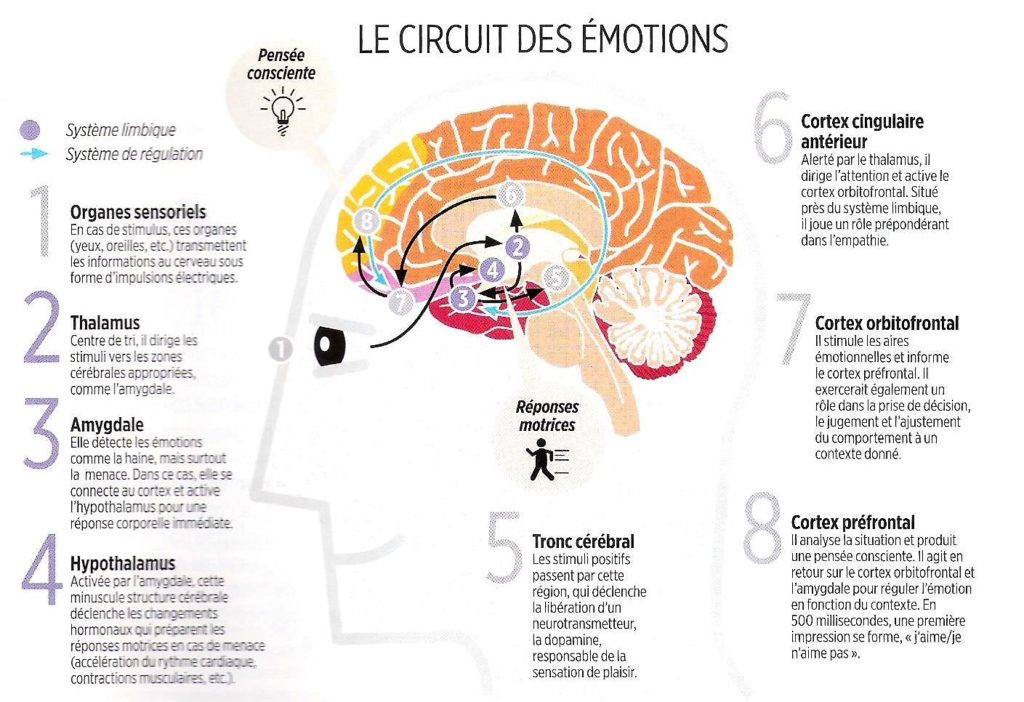 LE CIRCUIT DES ÉMOTIONS
Pensée
consciente
Système limbique
Système de régulation
1
Organes sensoriels
En cas de stimulus, ces organes
(yeux, oreilles, etc.) transmettent
les informations au cerveau sous
forme d'impulsions électriques.
2
Thalamus
Centre de tri, il dirige les
stimuli vers les zones
cérébrales appropriées,
comme l'amygdale.
3
Amygdale
Elle détecte les émotions
comme la haine, mais surtout
la menace. Dans ce cas, elle se
connecte au cortex et active
l'hypothalamus pour une
réponse corporelle immédiate.
4
Hypothalamus
Activée par l'amygdale, cette
minuscule structure cérébrale
déclenche les changements
hormonaux qui préparent les
réponses motrices en cas de menace
(accélération du rythme cardiaque,
contractions musculaires, etc.).
8
6
2
4
5
7
3
1
Réponses
motrices
5
Tronc cérébral
Les stimuli positifs
passent par cette
région, qui déclenche
la libération d'un
neurotransmetteur,
la dopamine,
responsable de la
sensation de plaisir.
6
Cortex cingulaire
antérieur
Alerté par le thalamus, il
dirige l'attention et active le
cortex orbitofrontal. Situé
près du système limbique,
il joue un rôle prépondérant
dans l'empathie.
7
Cortex orbitofrontal
Il stimule les aires
émotionnelles et informe
le cortex préfrontal. Il
exercerait également un
rôle dans la prise de décision,
le jugement et l'ajustement
du comportement à un
contexte donné.
8
Cortex préfrontal
Il analyse la situation et produit
une pensée consciente. Il agit en
retour sur le cortex orbitofrontal et
l'amygdale pour réguler l'émotion
en fonction du contexte. En
500 millisecondes, une première
impression se forme, « j'aime/je
n'aime pas ».